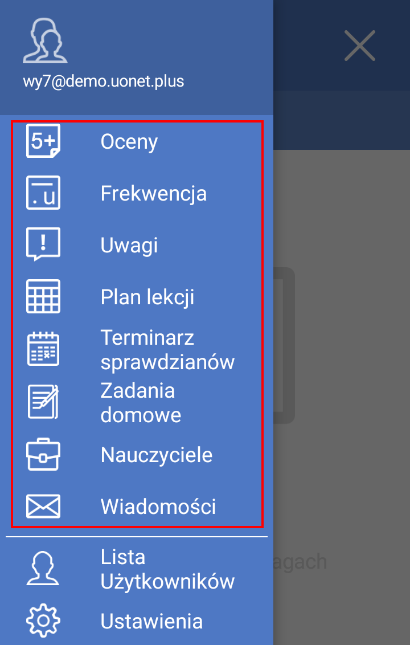 wy7@demo.uonet.plus
5+
Oceny
. u
Frekwencja
!
Uwagi
Plan lekcji
Terminarz
sprawdzianów
Zadania
domowe
Nauczyciele
Wiadomości
Lista
Użytkowników
agach
Ustawienia